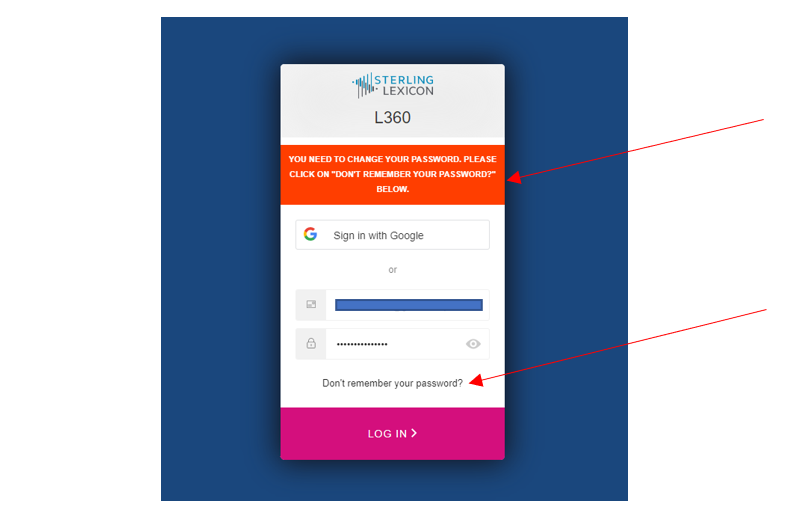 STERLING
LEXICON
L360
YOU NEED TO CHANGE YOUR PASSWORD. PLEASE
CLICK ON "DON'T REMEMBER YOUR PASSWORD?"
BELOW.
Sign in with Google
or
Don't remember your password?
LOG IN